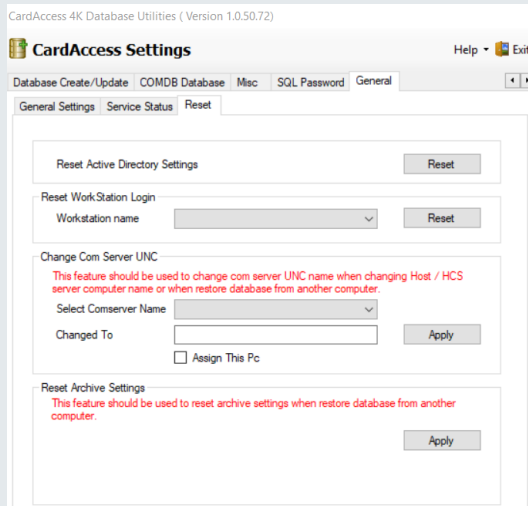 CardAccess 4K Database Utilities ( Version 1.0.50.72)
CardAccess Settings
Help
Exit
Database Create/Update COMDB Database Misc SQL Password General
General Settings Service Status Reset
Reset Active Directory Settings Reset
Reset WorkStation Login
Workstation name Reset
Change Com Server UNC
This feature should be used to change com server UNC name when changing Host / HCS
server computer name or when restore database from another computer.
Select Comserver Name
Changed To Apply
Assign This Pc
Reset Archive Settings
This feature should be used to reset archive settings when restore database from another
computer.
Apply